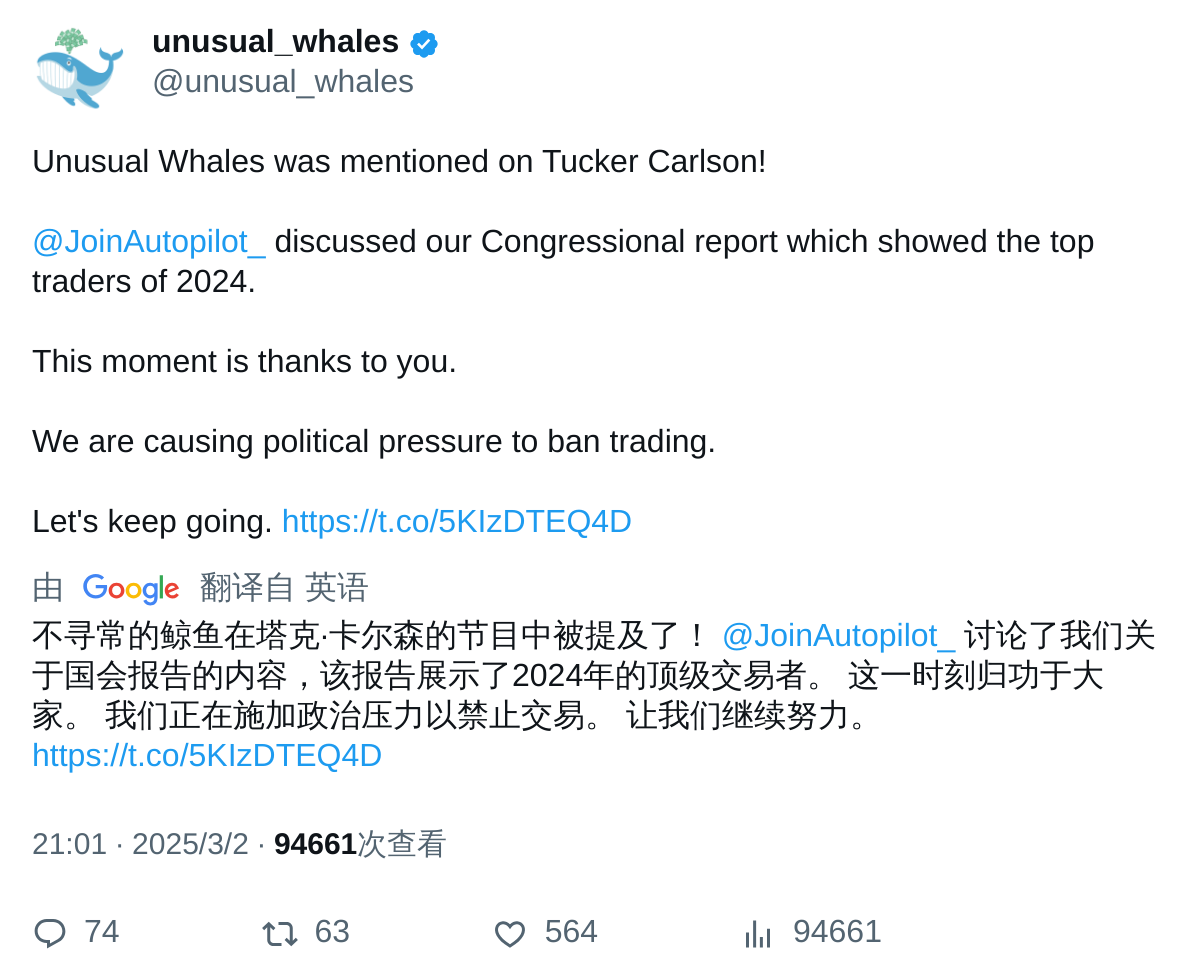 unusual_whales
@unusual_whales
Unusual Whales was mentioned on Tucker Carlson!
@JoinAutopilot_ discussed our Congressional report which showed the top
traders of 2024.
This moment is thanks to you.
We are causing political pressure to ban trading.
Let's keep going. https://t.co/5KIzDTEQ4D
由 Google 翻译自 英语
不寻常的鲸鱼在塔克·卡尔森的节目中被提及了！ @JoinAutopilot_ 讨论了我们关
于国会报告的内容，该报告展示了2024年的顶级交易者。 这一时刻归功于大
家。 我们正在施加政治压力以禁止交易。 让我们继续努力。
https://t.co/5KIzDTEQ4D
21:01 · 2025/3/2 · 94661次查看
74 63 564 94661